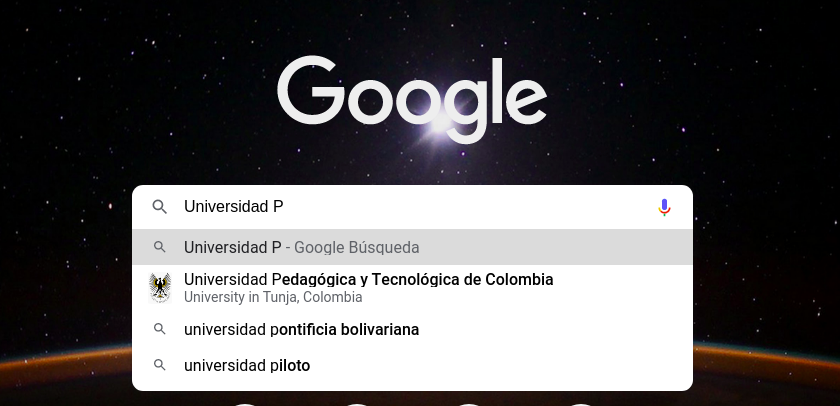 Google
Universidad P
Universidad P - Google Búsqueda
Universidad Pedagógica y Tecnológica de Colombia
University in Tunja, Colombia
universidad pontificia bolivariana
universidad piloto